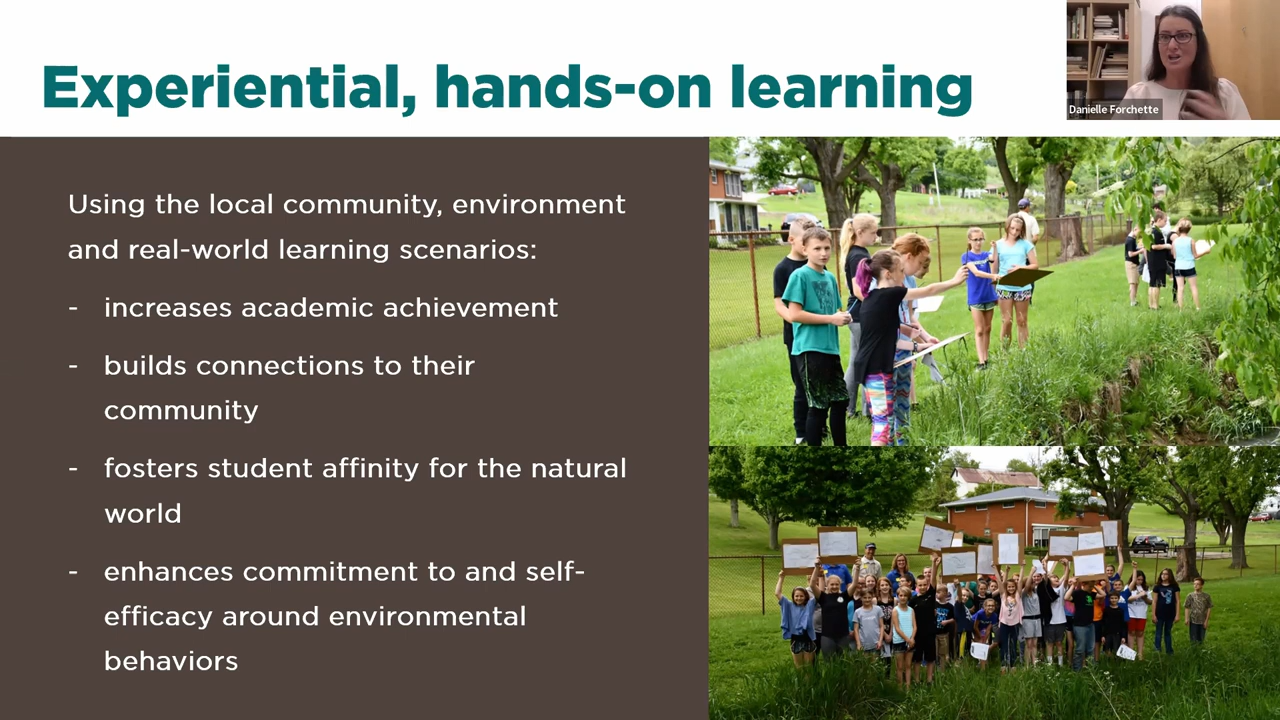 Experiential, hands-on learning
Danielle Forchette
Using the local community, environment
and real-world learning scenarios:
- increases academic achievement
- builds connections to their
community
- fosters student affinity for the natural
world
- enhances commitment to and self-
efficacy around environmental
behaviors